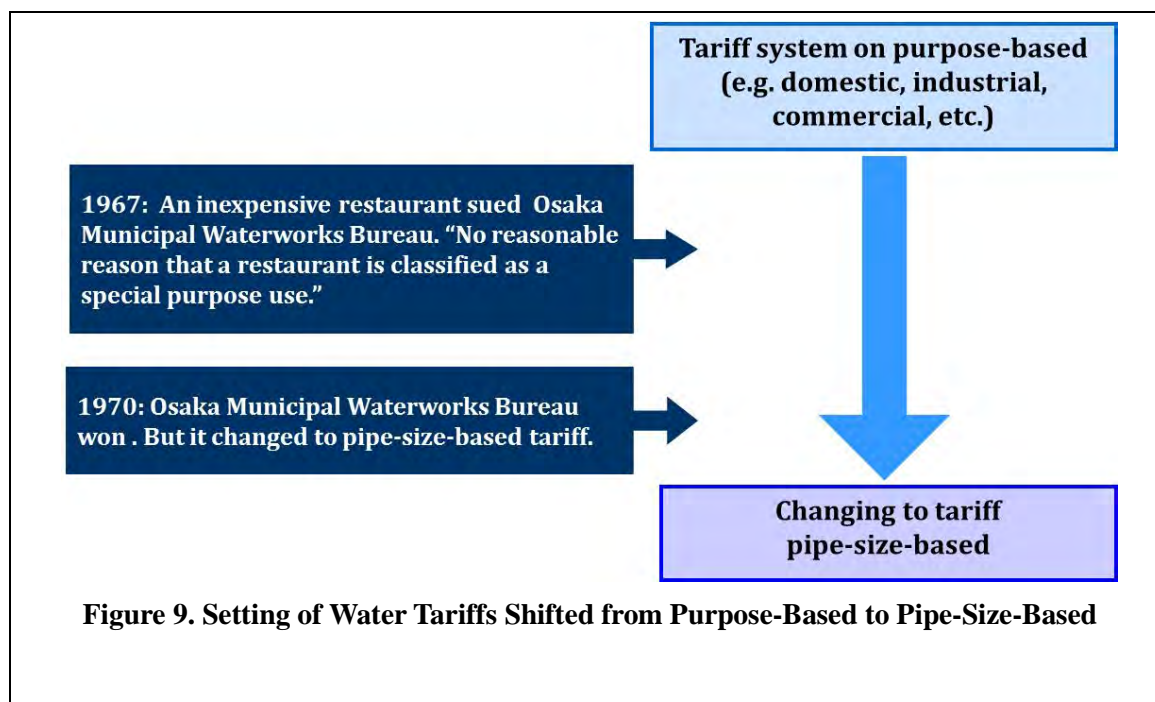 Tariff system on purpose-based
(e.g. domestic, industrial,
commercial, etc.)
1967: An inexpensive restaurant sued Osaka
Municipal Waterworks Bureau. “No reasonable
reason that a restaurant is classified as a
special purpose use.”
1970: Osaka Municipal Waterworks Bureau
won . But it changed to pipe-size-based tariff.
Changing to tariff
pipe-size-based
Figure 9. Setting of Water Tariffs Shifted from Purpose-Based to Pipe-Size-Based